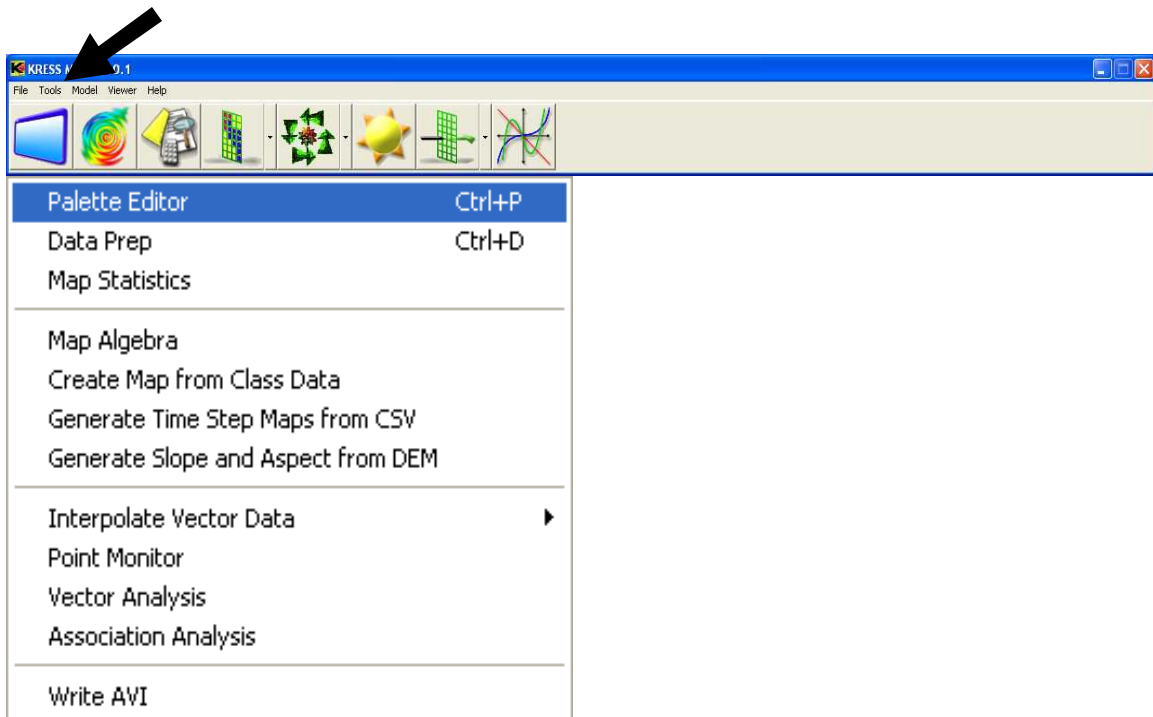 KRESS
File Tools Model Viewer Help
Palette Editor Ctrl+P
Data Prep Ctrl+D
Map Statistics
Map Algebra
Create Map from Class Data
Generate Time Step Maps from CSV
Generate Slope and Aspect from DEM
Interpolate Vector Data
Point Monitor
Vector Analysis
Association Analysis
Write AVI